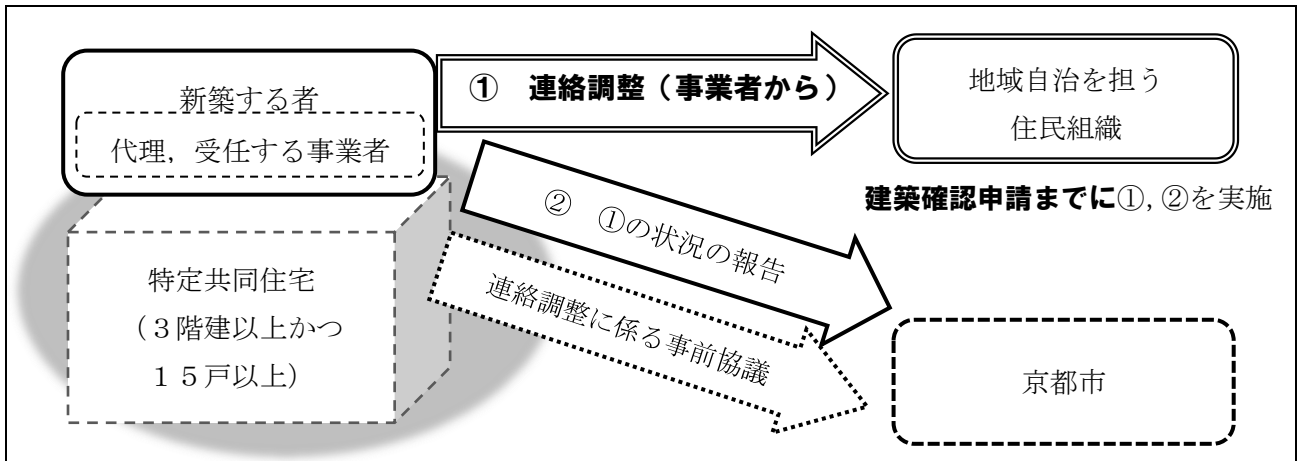 新築する者
代理，受任する事業者
①　連絡調整（事業者から）
地域自治を担う
住民組織
建築確認申請までに①，②を実施
②　①の状況の報告
連絡調整に係る事前協議
特定共同住宅
（３階建以上かつ
１５戸以上）
京都市